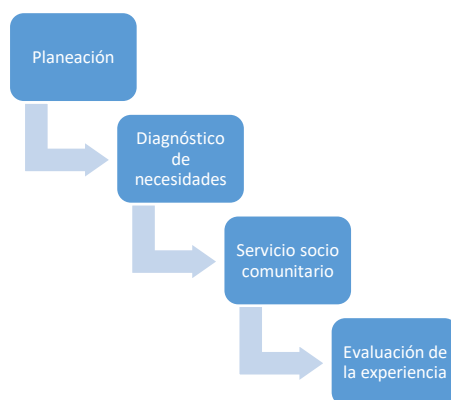 Planeación
Diagnóstico
de
necesidades
Servicio socio
comunitario
Evaluación de
la experiencia